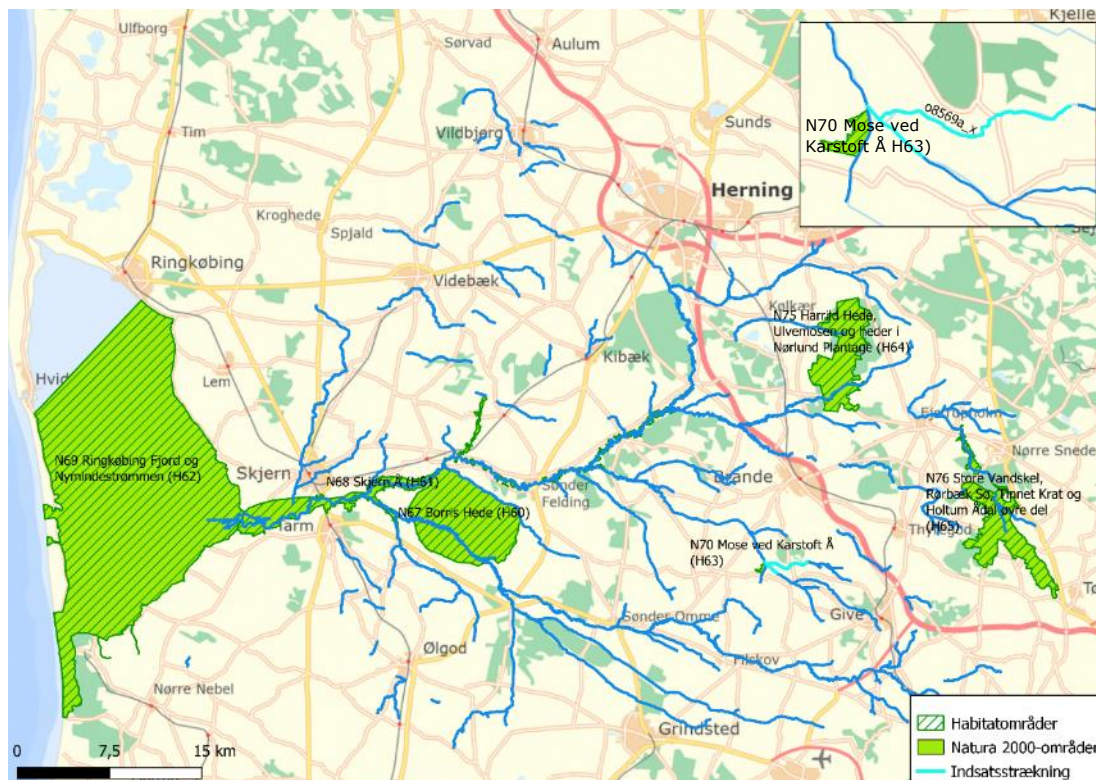 Ulfborg
Aulum
Sørvad
Kjelle
Tim
Vildbjerg
Sunds
o8569a_x
N70 Mose ved
Karstoft Å H63)
Herning
Kroghede
Spjald
Ringkøbing
Videbæk
Kølkær
N75 Harrild Hede,
Ulvemosen og Heder i
Nørlund Plantage (H64)
Kibæk
Hvid
Lem
Ejstrupholm
Nørre Snede
N69 Ringkøbing Fjord og
Nymindestrømmen (H62)
Skjern
N68 Skjern Å (H61)
Sønder
Felding
Brande
N76 Store Vandskel,
Rørbæk Sø, Tinnet Krat og
Holtum Ådal øvre del
(H65)
N67 Borris Hede (H60)
Tarm
Thyregod
N70 Mose ved Karstoft Å
(H63)
Tø
Sønder Omme
Give
Ølgod
Filskov
Nørre Nebel
Grindsted
0 7,5 15 km
Habitatområder
Natura 2000-områder
Indsatsstrækning